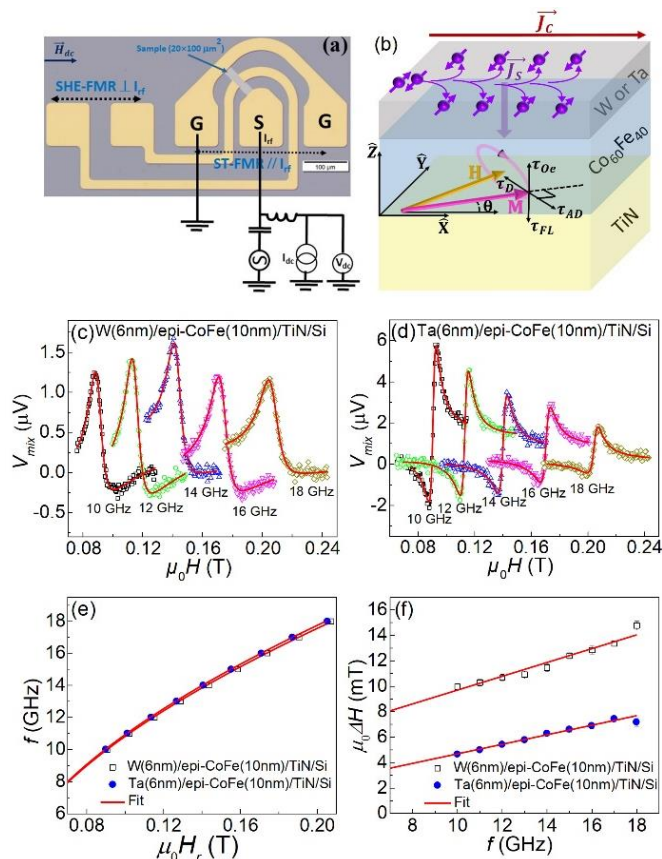 (a)
H_dc
Sample (20×100 μm²)
SHE-FMR ⊥ I_rf
G S G
I_rf
ST-FMR // I_rf
100 μm
S
I_dc
V_dc
(b)
J_C
J_S
W or Ta
Co60Fe40
TiN
Ẑ
Ŷ
X̂
H
M
θ
τ_Oe
τ_D
τ_AD
τ_FL
(c) W(6nm)/epi-CoFe(10nm)/TiN/Si
V_mix (μV)
1.5
1.0
0.5
0.0
-0.5
10 GHz
12 GHz
14 GHz
16 GHz
18 GHz
0.08 0.12 0.16 0.20 0.24
μ₀H (T)
(d) Ta(6nm)/epi-CoFe(10nm)/TiN/Si
V_mix (μV)
6
4
2
0
-2
10 GHz
12 GHz
14 GHz
16 GHz
18 GHz
0.08 0.12 0.16 0.20 0.24
μ₀H (T)
(e)
f (GHz)
18
16
14
12
10
8
W(6nm)/epi-CoFe(10nm)/TiN/Si
Ta(6nm)/epi-CoFe(10nm)/TiN/Si
Fit
0.08 0.12 0.16 0.20
μ₀H_r (T)
(f)
μ₀ΔH (mT)
16
14
12
10
8
6
4
2
0
W(6nm)/epi-CoFe(10nm)/TiN/Si
Ta(6nm)/epi-CoFe(10nm)/TiN/Si
Fit
8 10 12 14 16 18
f (GHz)